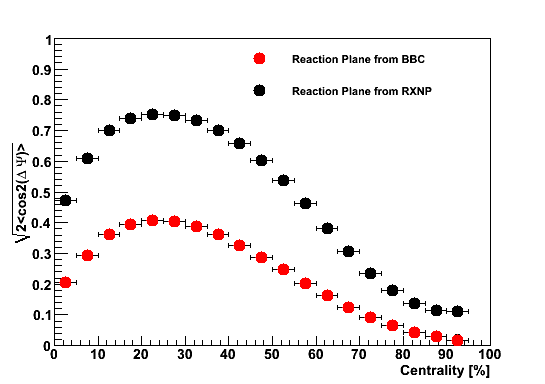 Reaction Plane from BBC
Reaction Plane from RXNP
1
0.9
0.8
0.7
0.6
0.5
0.4
0.3
0.2
0.1
0
√2<cos2(Δ Ψ)>
0 10 20 30 40 50 60 70 80 90 100
Centrality [%]